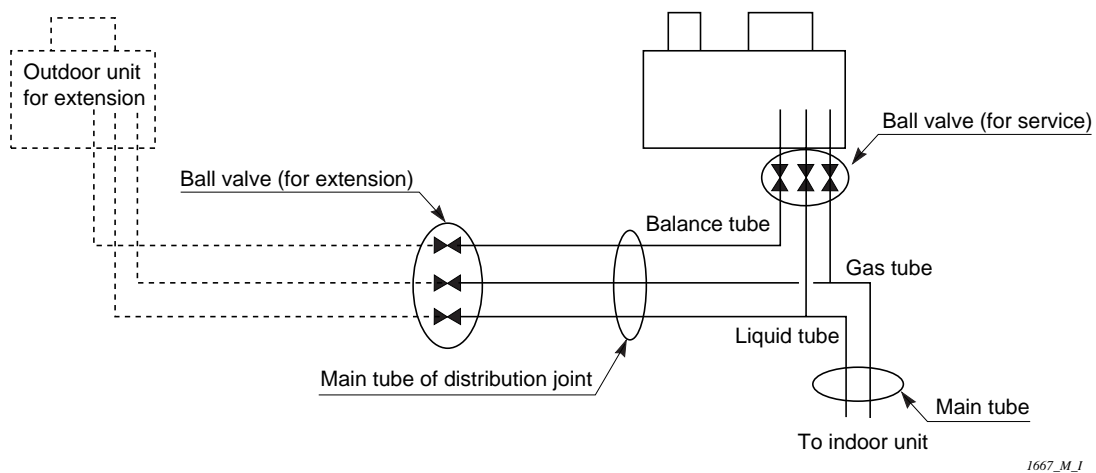 Outdoor unit
for extension
Ball valve (for service)
Ball valve (for extension)
Balance tube
Gas tube
Liquid tube
Main tube of distribution joint
Main tube
To indoor unit
1667_M_I